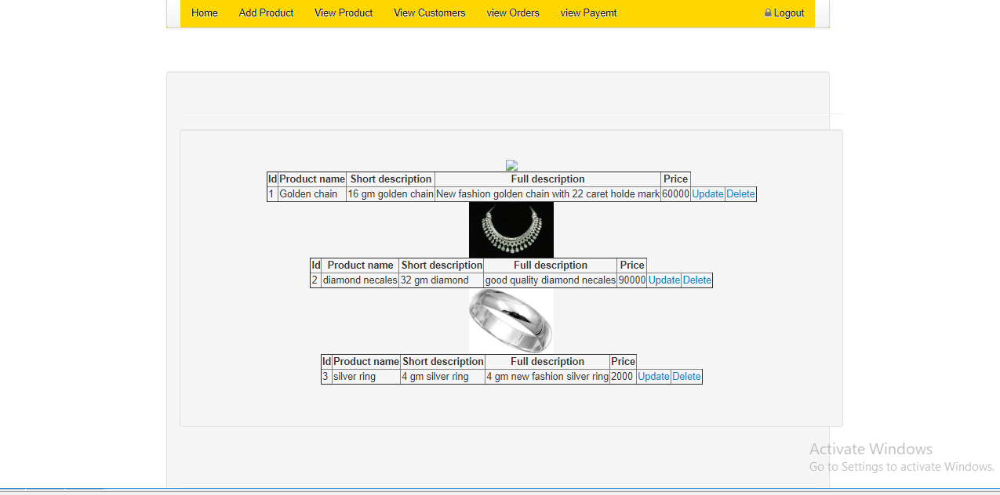 Home Add Product View Product View Customers view Orders view Payemt Logout
Id Product name Short description Full description Price
1 Golden chain 16 gm golden chain New fashion golden chain with 22 caret holde mark 60000 Update Delete
Id Product name Short description Full description Price
2 diamond necales 32 gm diamond good quality diamond necales 90000 Update Delete
Id Product name Short description Full description Price
3 silver ring 4 gm silver ring 4 gm new fashion silver ring 2000 Update Delete
Activate Windows
Go to Settings to activate Windows.